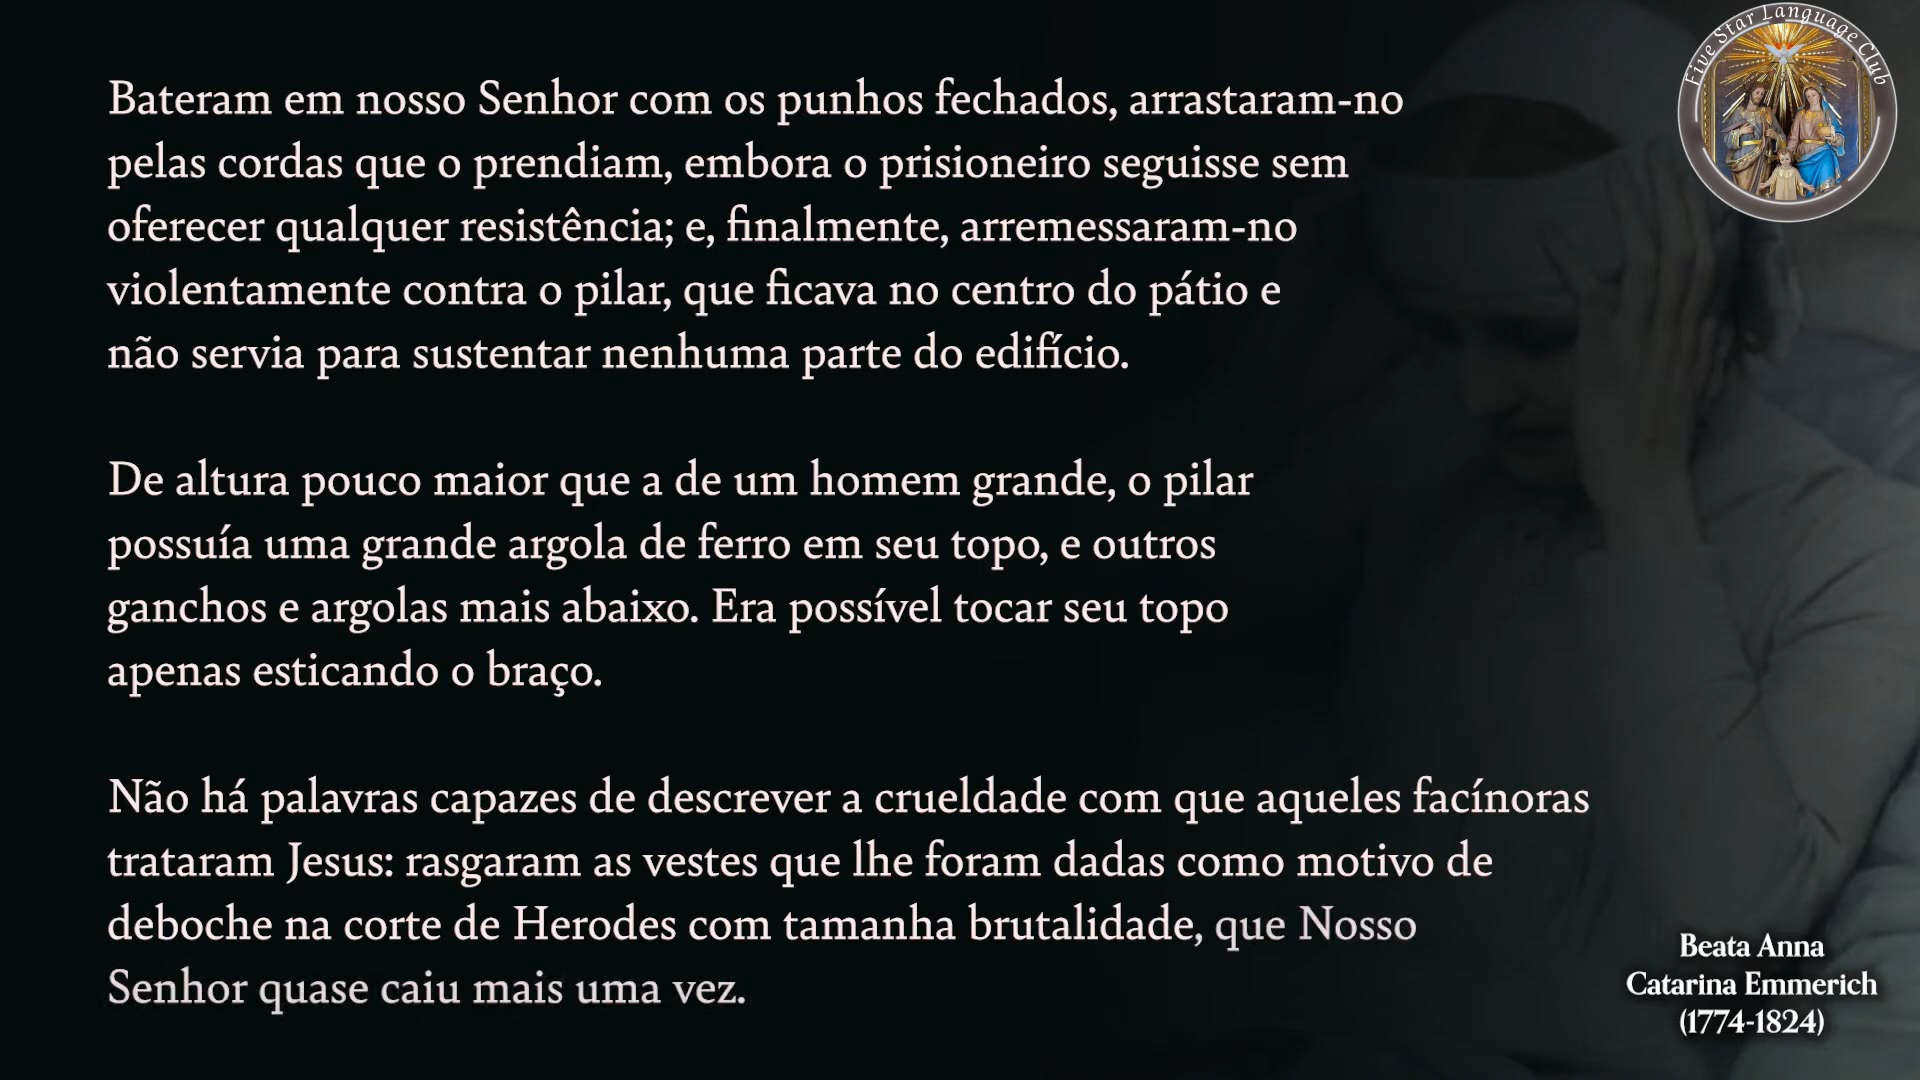 Bateram em nosso Senhor com os punhos fechados, arrastaram-no
pelas cordas que o prendiam, embora o prisioneiro seguisse sem
oferecer qualquer resistência; e, finalmente, arremessaram-no
violentamente contra o pilar, que ficava no centro do pátio e
não servia para sustentar nenhuma parte do edifício.
De altura pouco maior que a de um homem grande, o pilar
possuía uma grande argola de ferro em seu topo, e outros
ganchos e argolas mais abaixo. Era possível tocar seu topo
apenas esticando o braço.
Não há palavras capazes de descrever a crueldade com que aqueles facínoras
trataram Jesus: rasgaram as vestes que lhe foram dadas como motivo de
deboche na corte de Herodes com tamanha brutalidade, que Nosso
Senhor quase caiu mais uma vez.
Five Star Language Club
Beata Anna
Catarina Emmerich
(1774-1824)